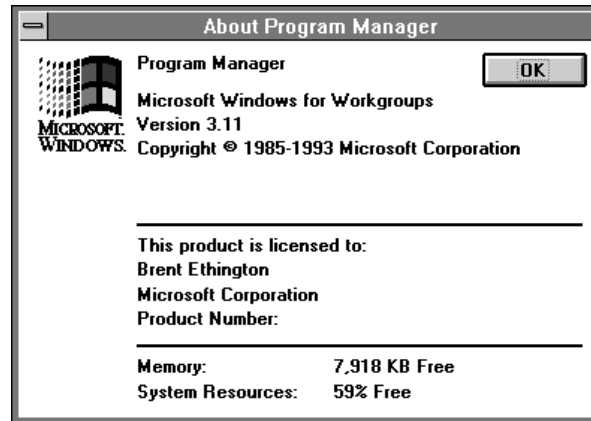 About Program Manager
Program Manager
OK
Microsoft Windows for Workgroups
Version 3.11
Copyright © 1985-1993 Microsoft Corporation
MICROSOFT.
WINDOWS.
This product is licensed to:
Brent Ethington
Microsoft Corporation
Product Number:
Memory: 7,918 KB Free
System Resources: 59% Free